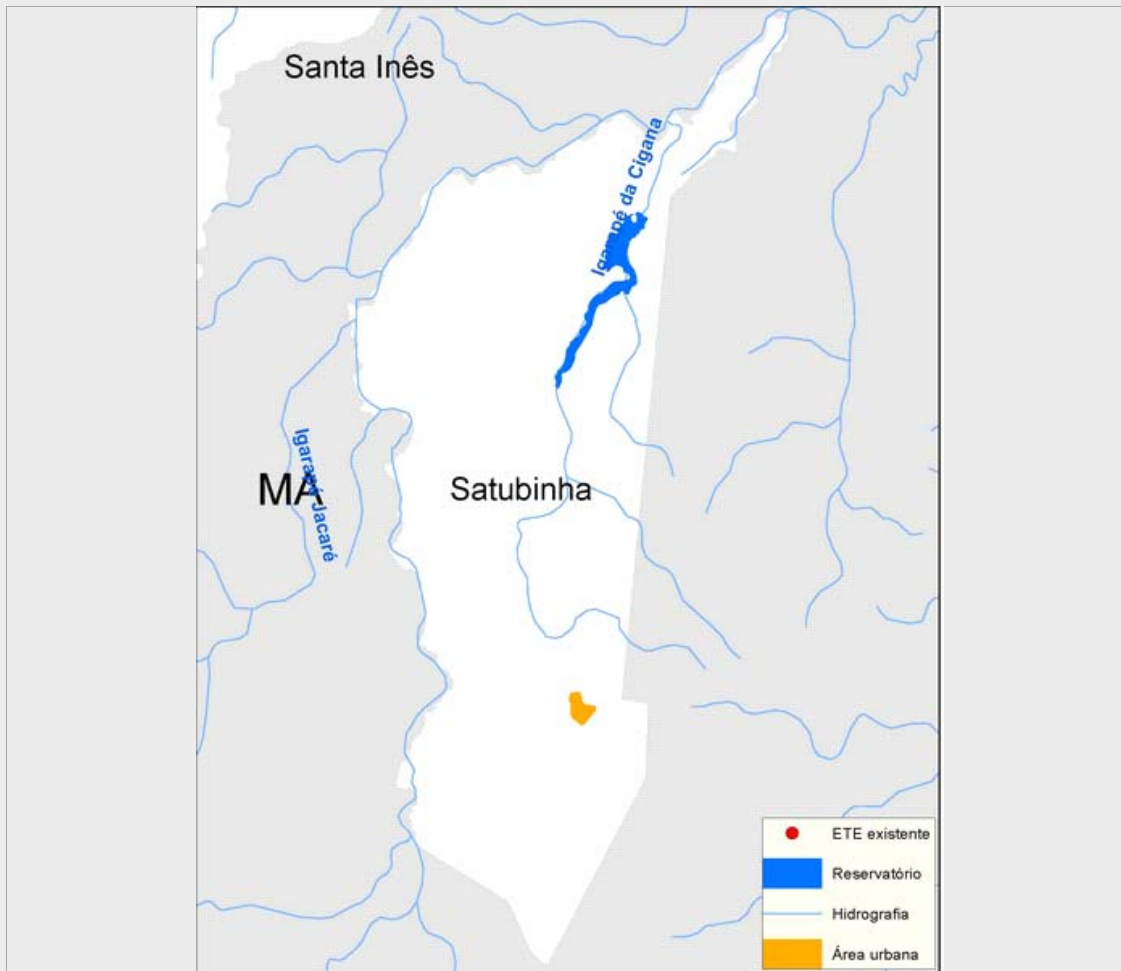 Santa Inês
Igarapé da Cigana
Igarapé Jacaré
MA
Satubinha
ETE existente
Reservatório
Hidrografia
Área urbana